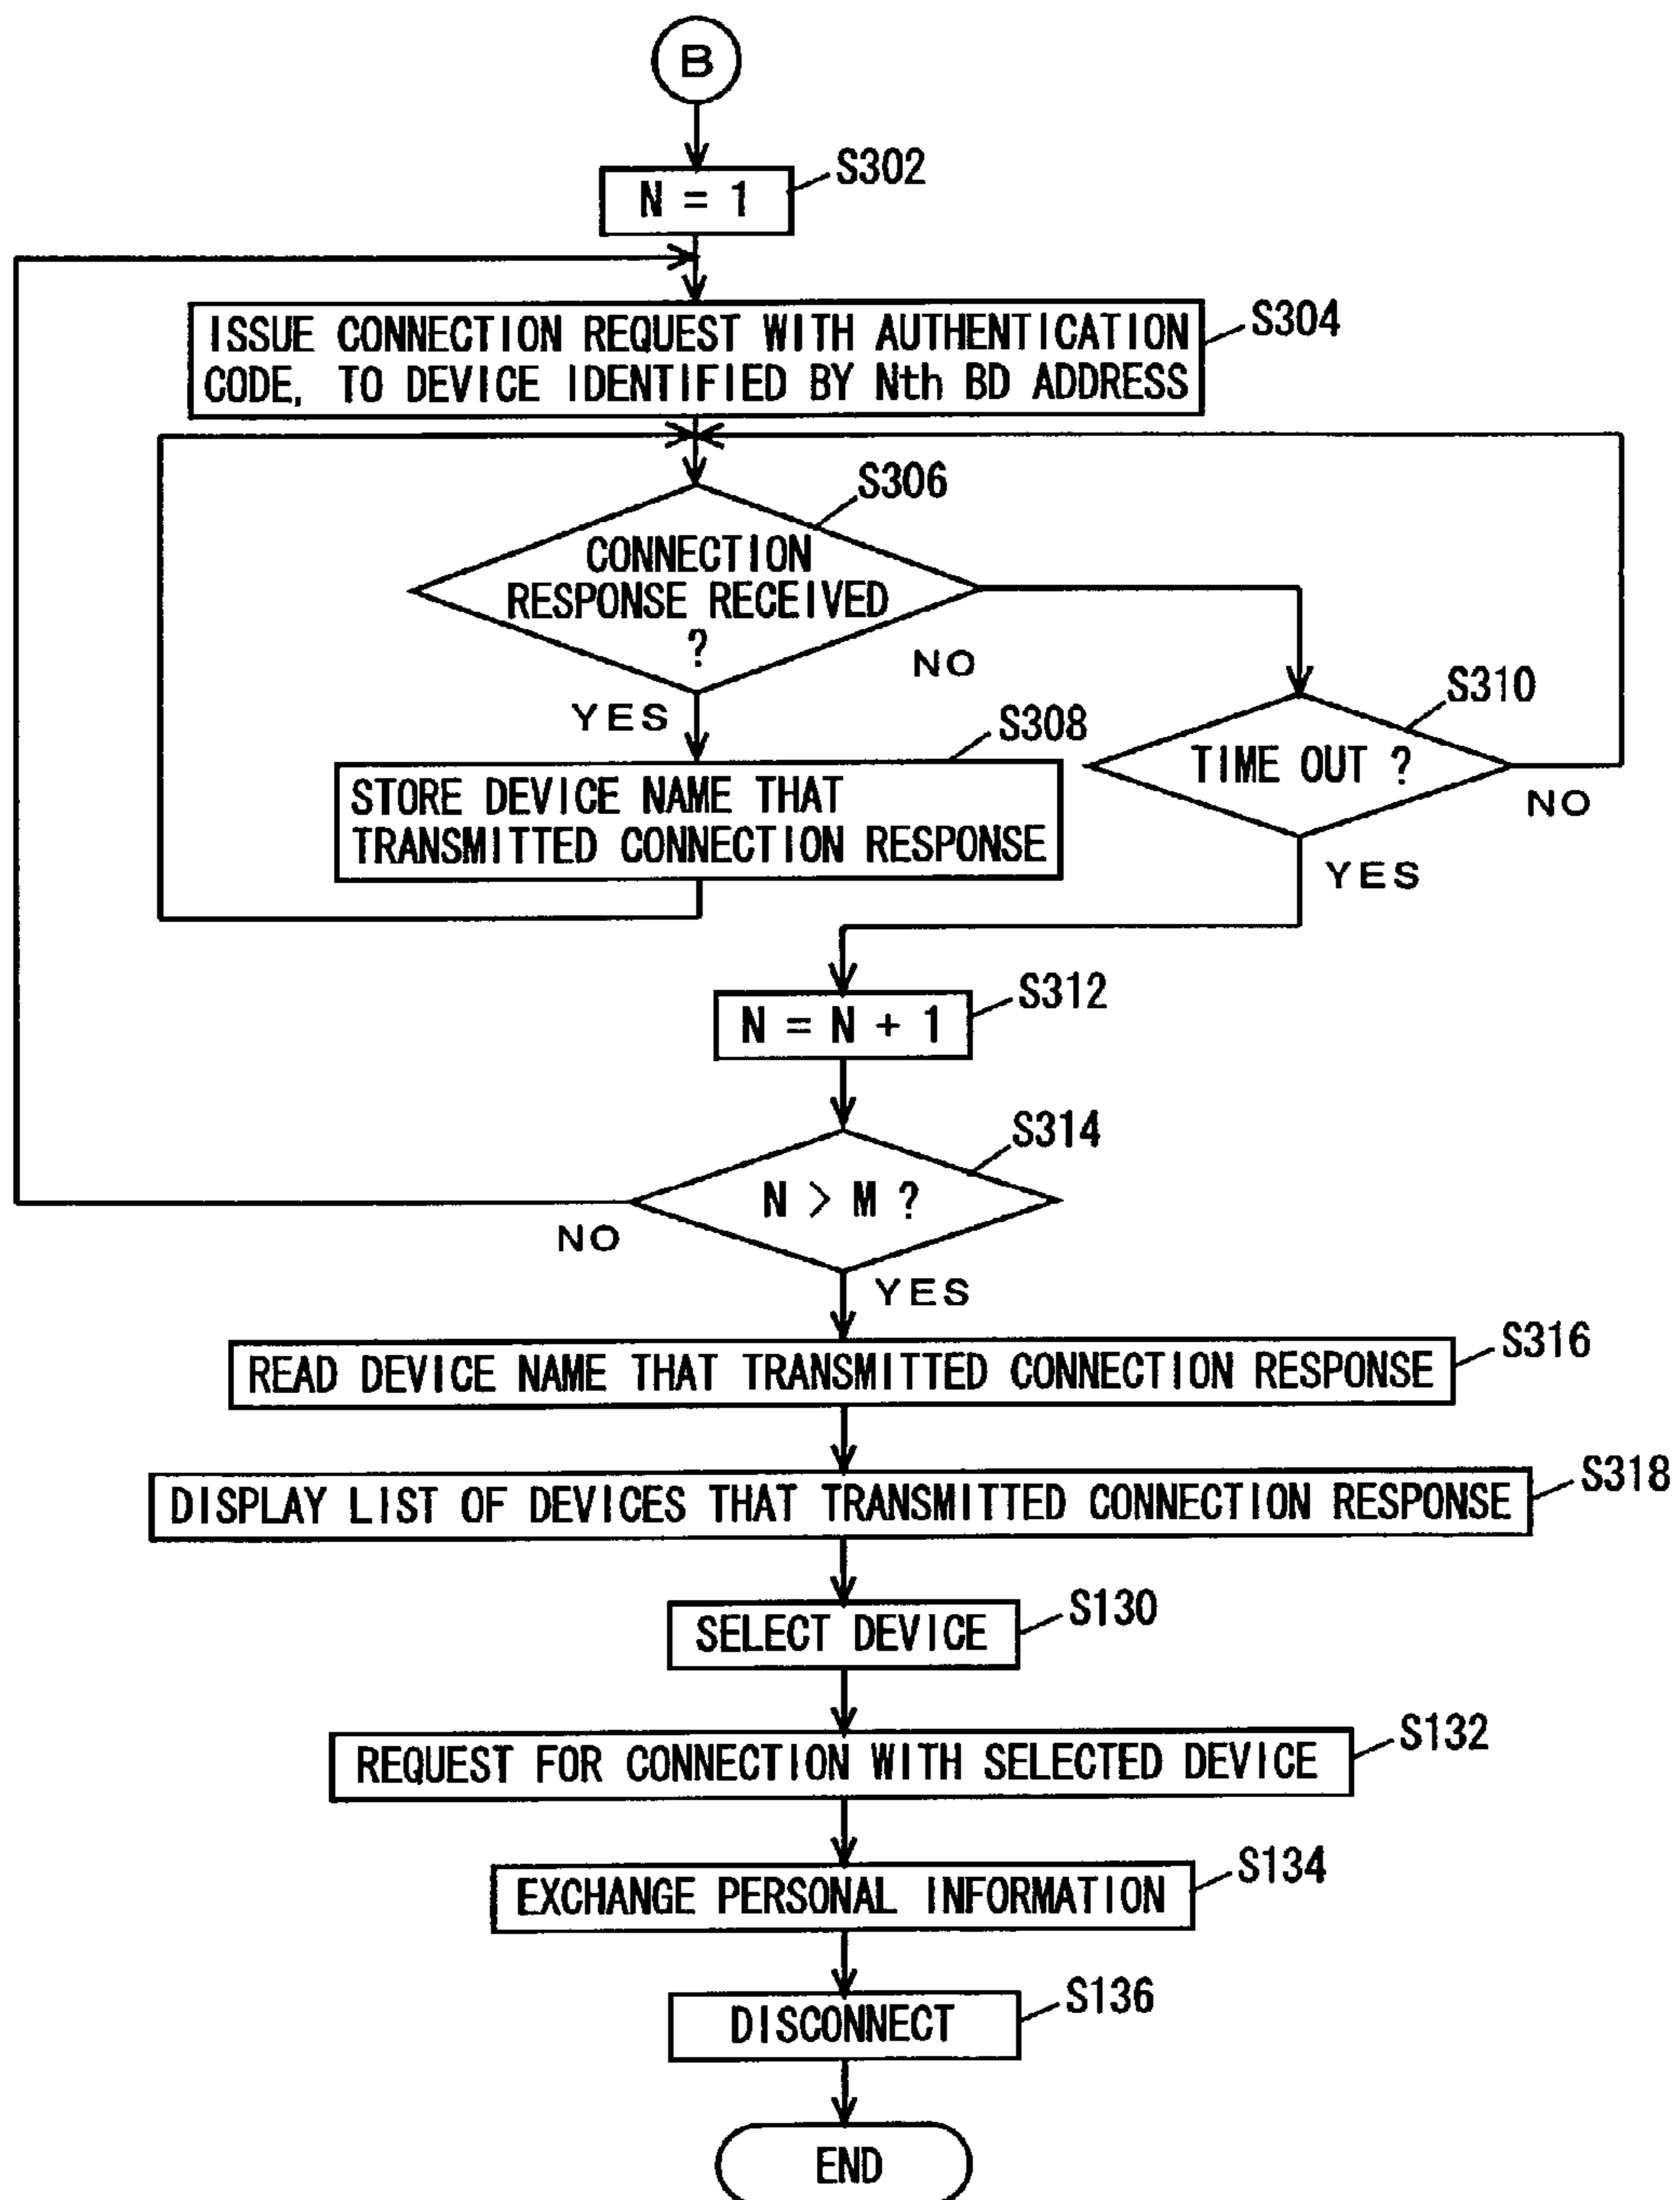 B
N = 1
S302
ISSUE CONNECTION REQUEST WITH AUTHENTICATION
CODE, TO DEVICE IDENTIFIED BY Nth BD ADDRESS
S304
S306
CONNECTION
RESPONSE RECEIVED
?
NO
YES
S308
STORE DEVICE NAME THAT
TRANSMITTED CONNECTION RESPONSE
S310
TIME OUT ?
NO
YES
S312
N = N + 1
S314
N > M ?
NO
YES
S316
READ DEVICE NAME THAT TRANSMITTED CONNECTION RESPONSE
S318
DISPLAY LIST OF DEVICES THAT TRANSMITTED CONNECTION RESPONSE
S130
SELECT DEVICE
S132
REQUEST FOR CONNECTION WITH SELECTED DEVICE
S134
EXCHANGE PERSONAL INFORMATION
S136
DISCONNECT
END